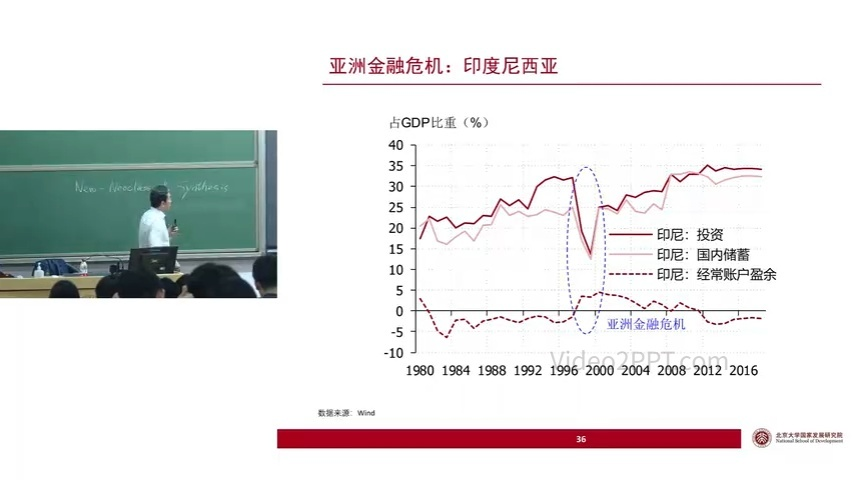 亚洲金融危机：印度尼西亚
占GDP比重（%）
40
35
30
25
20
15
10
5
0
-5
-10
1980 1984 1988 1992 1996 2000 2004 2008 2012 2016
印尼：投资
印尼：国内储蓄
印尼：经常账户盈余
亚洲金融危机
Video2PPT.com
New-Neoclass Synthesis
数据来源：Wind
36
北京大学国家发展研究院
National School of Development